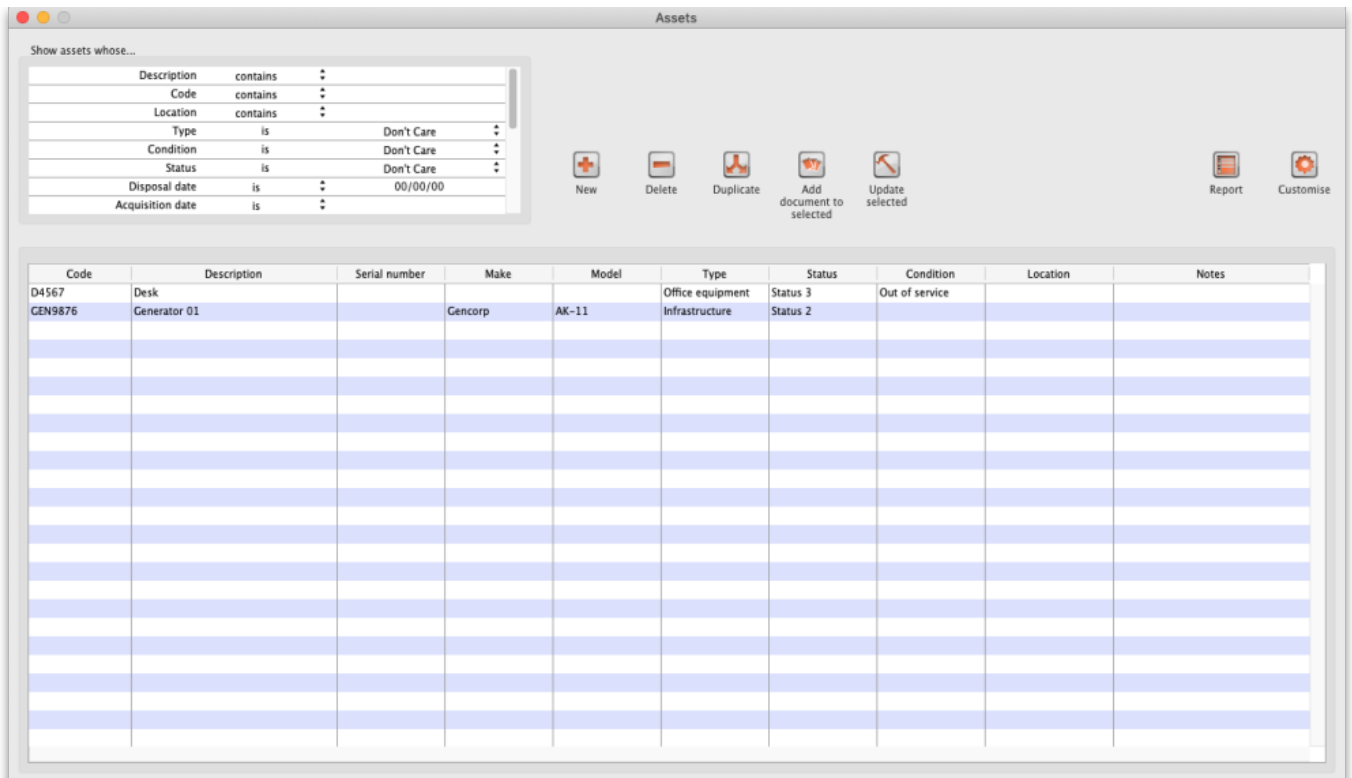 Assets
Show assets whose...
Description contains
Code contains
Location contains
Type is Don't Care
Condition is Don't Care
Status is Don't Care
Disposal date is 00/00/00
Acquisition date is
New
Delete
Duplicate
Add
document to
selected
Update
selected
Report
Customise
Code Description Serial number Make Model Type Status Condition Location Notes
D4567 Desk Office equipment Status 3 Out of service
GEN9876 Generator 01 Gencorp AK-11 Infrastructure Status 2